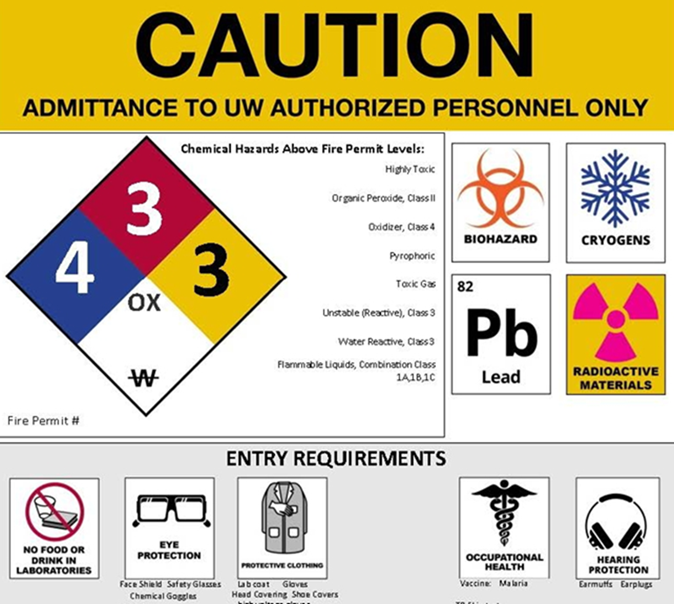 CAUTION
ADMITTANCE TO UW AUTHORIZED PERSONNEL ONLY
Chemical Hazards Above Fire Permit Levels:
Highly Toxic
Organic Peroxide, Class II
Oxidizer, Class 4
Pyrophoric
Toxic Gas
Unstable (Reactive), Class 3
Water Reactive, Class 3
Flammable Liquids, Combination Class
1A,1B,1C
3
4
3
OX
W
Fire Permit #
BIOHAZARD
CRYOGENS
82
Pb
Lead
RADIOACTIVE
MATERIALS
ENTRY REQUIREMENTS
NO FOOD OR
DRINK IN
LABORATORIES
EYE
PROTECTION
Face Shield Safety Glasses
Chemical Goggles
PROTECTIVE CLOTHING
Lab coat Gloves
Head Covering Shoe Covers
OCCUPATIONAL
HEALTH
Vaccine: Malaria
HEARING
PROTECTION
Earmuffs Earplugs